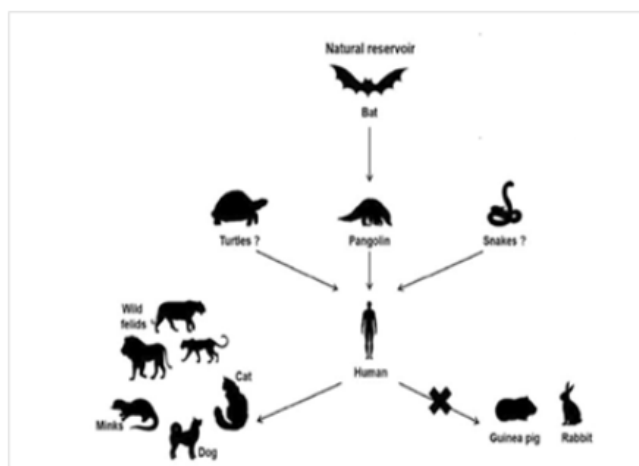 Natural reservoir
Bat
Turtles ?
Pangolin
Snakes ?
Wild
felids
Human
Cat
Minks
Dog
Guinea pig
Rabbit